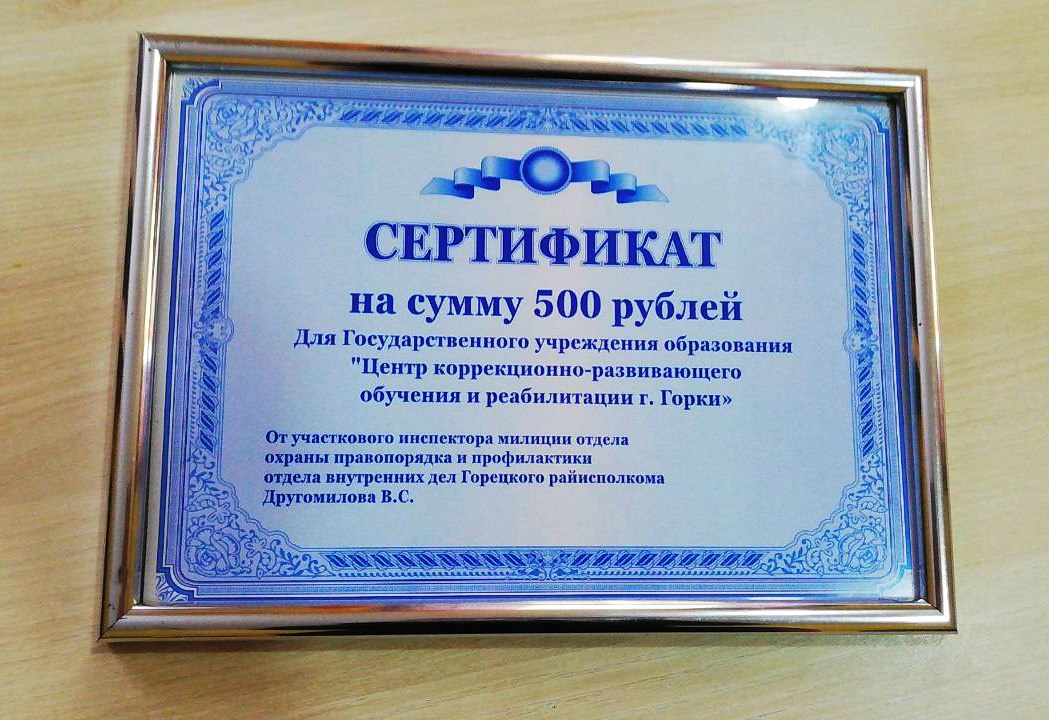 СЕРТИФИКАТ
на сумму 500 рублей
Для Государственного учреждения образования
"Центр коррекционно-развивающего
обучения и реабилитации г. Горки»
От участкового инспектора милиции отдела
охраны правопорядка и профилактики
отдела внутренних дел Горецкого райисполкома
Другомилова В.С.